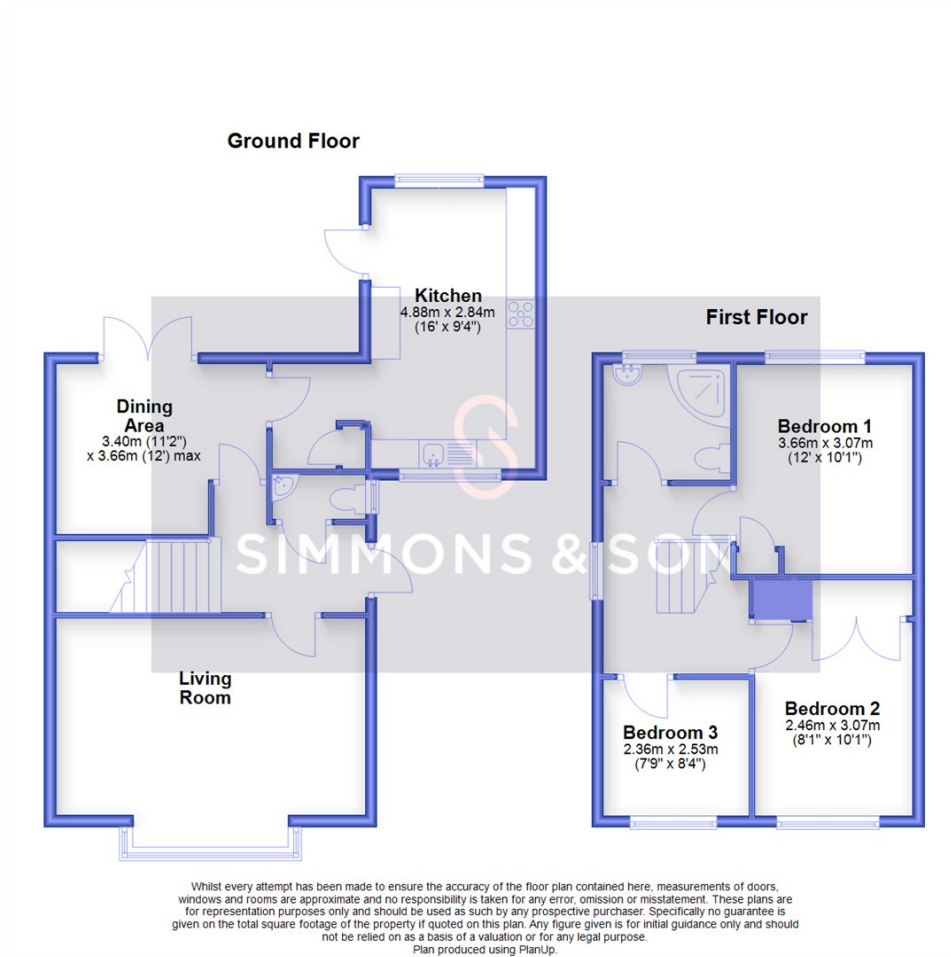 Ground Floor
Kitchen
4.88m x 2.84m
(16' x 9'4")
First Floor
Dining
Area
3.40m (11'2")
x 3.66m (12') max
Bedroom 1
3.66m x 3.07m
(12' x 10'1")
SIMMONS & SON
Living
Room
Bedroom 2
2.46m x 3.07m
(8'1" x 10'1")
Bedroom 3
2.36m x 2.53m
(7'9" x 8'4")
Whilst every attempt has been made to ensure the accuracy of the floor plan contained here, measurements of doors,
windows and rooms are approximate and no responsibility is taken for any error, omission or misstatement. These plans are
for representation purposes only and should be used as such by any prospective purchaser. Specifically no guarantee is
given on the total square footage of the property if quoted on this plan. Any figure given is for initial guidance only and should
not be relied on as a basis of a valuation or for any legal purpose.
Plan produced using PlanUp.